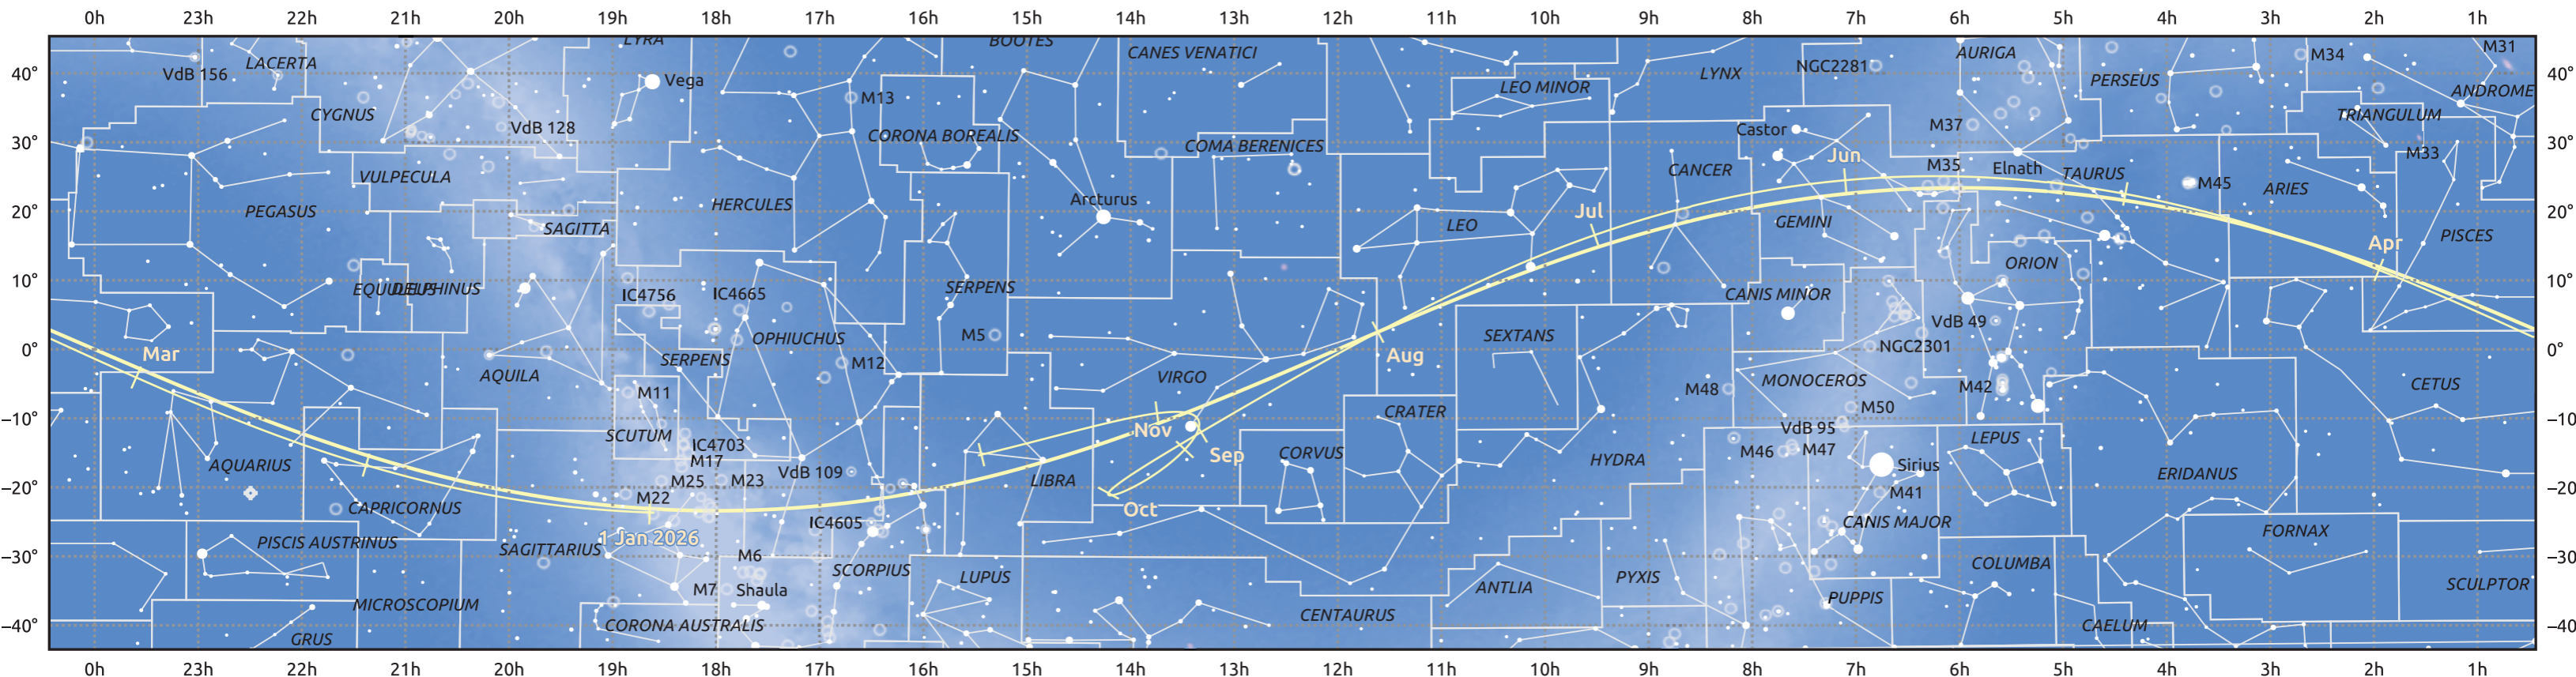 0h 23h 22h 21h 20h 19h 18h 17h 16h 15h 14h 13h 12h 11h 10h 9h 8h 7h 6h 5h 4h 3h 2h 1h
LYRA BOOTES
CANES VENATICI AURIGA M34 M31
LACERTA
40° VdB 156 Vega NGC2281 LYNX PERSEUS 40°
LEO MINOR ANDROME
M13
CYGNUS TRIANGULUM
VdB 128 Castor M37
30° CORONA BOREALIS COMA BERENICES 30°
Jun M33
VULPECULA CANCER M35 Elnath TAURUS
M45 ARIES
20° PEGASUS HERCULES Arcturus Jul 20°
SAGITTA LEO GEMINI PISCES
Apr
ORION
10° EQUULEUS DELPHINUS IC4756 IC4665 SERPENS CANIS MINOR 10°
VdB 49
OPHIUCHUS M5 SEXTANS
0° Mar SERPENS M12 Aug NGC2301 0°
AQUILA VIRGO MONOCEROS M42 CETUS
M11 M48
−10° SCUTUM Nov CRATER M50 −10
IC4703 VdB 95 LEPUS
AQUARIUS M17 VdB 109 Sep CORVUS HYDRA M46 M47 Sirius ERIDANUS
−20° M25 M23 LIBRA −20
CAPRICORNUS M22 Oct M41
IC4605 CANIS MAJOR FORNAX
PISCIS AUSTRINUS 1 Jan 2026
−30° SAGITTARIUS M6 SCORPIUS LUPUS COLUMBA −30
M7 Shaula ANTLIA PYXIS SCULPTOR
MICROSCOPIUM PUPPIS
−40° GRUS CORONA AUSTRALIS CENTAURUS CAELUM −40
0h 23h 22h 21h 20h 19h 18h 17h 16h 15h 14h 13h 12h 11h 10h 9h 8h 7h 6h 5h 4h 3h 2h 1h